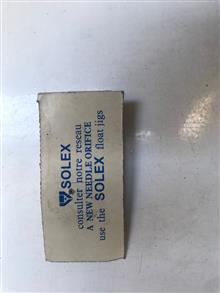 SOLEX
consulter notre reseau
A NEW NEEDLE ORIFICE
use the SOLEX float jigs